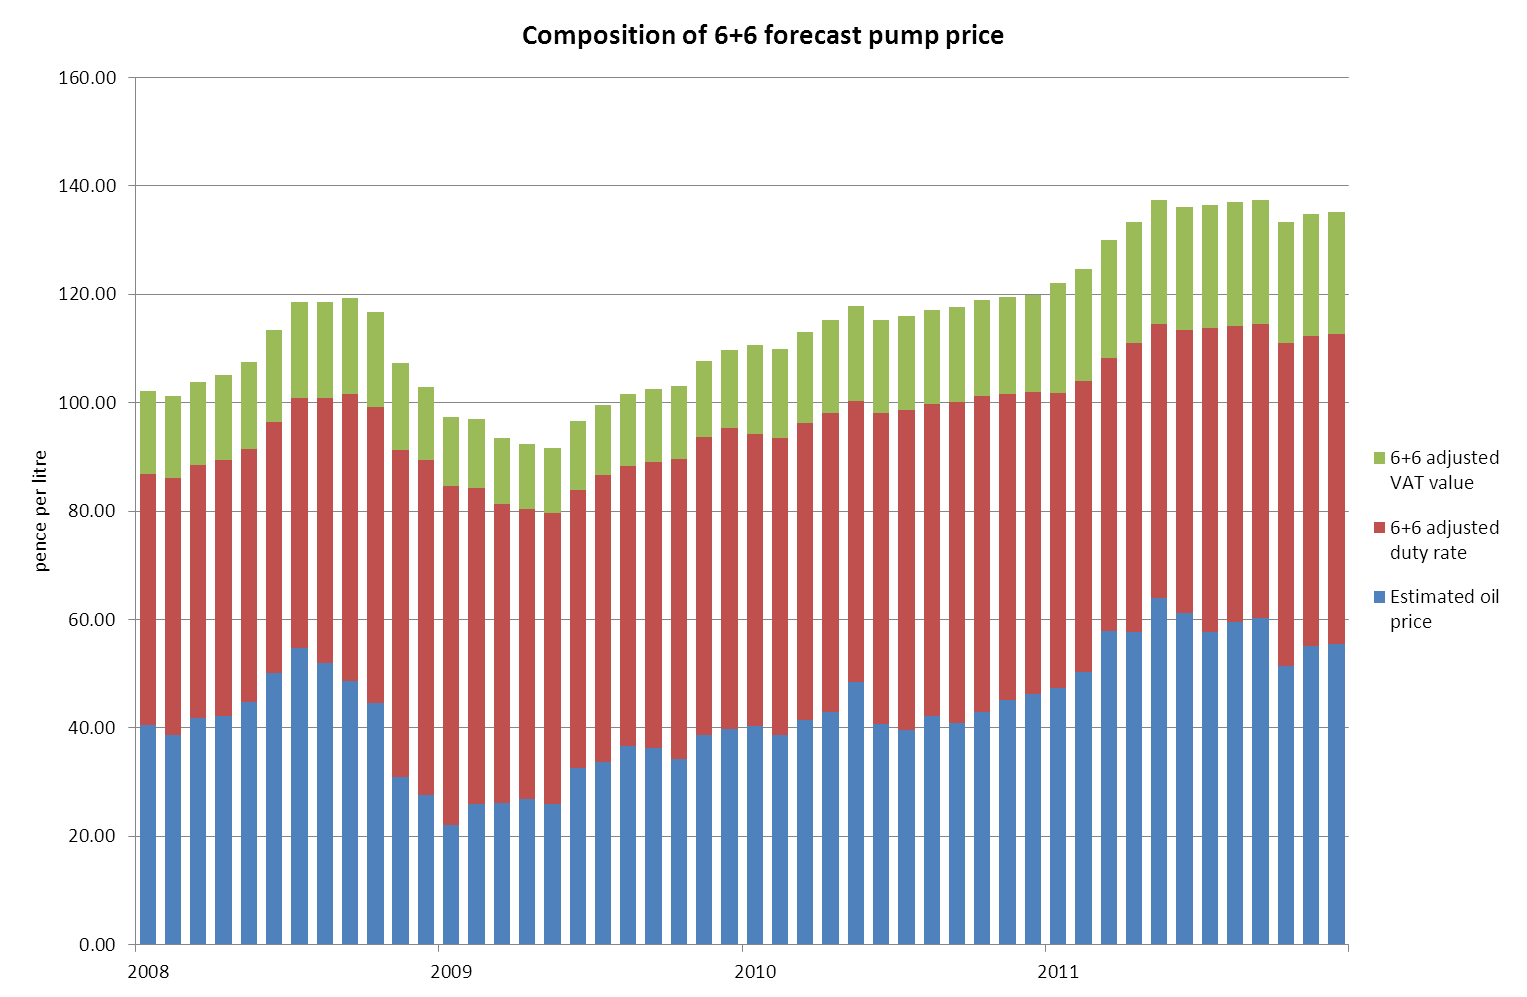 Composition of 6+6 forecast pump price
160.00
140.00
120.00
100.00
80.00
60.00
40.00
20.00
0.00
pence per litre
2008
2009
2010
2011
6+6 adjusted
VAT value
6+6 adjusted
duty rate
Estimated oil
price